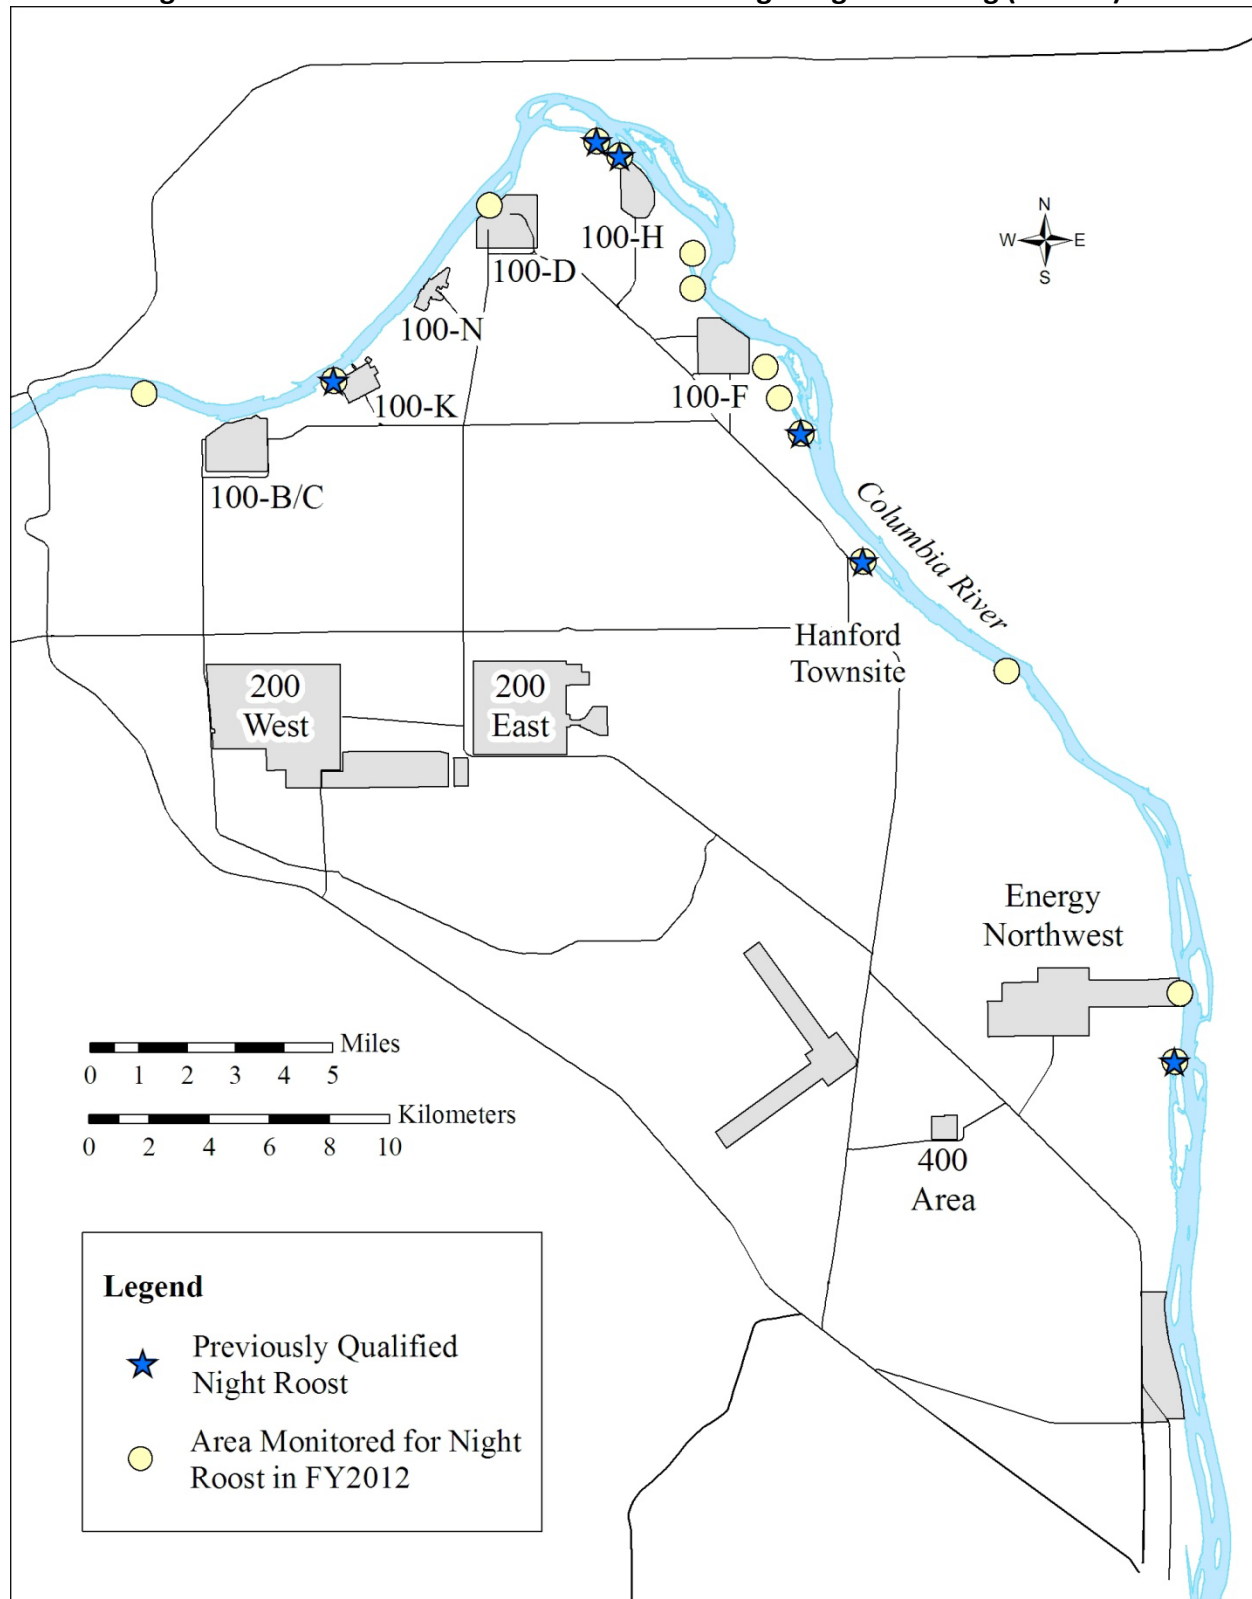 N
W E
S
100-H
100-D
100-N
100-F
100-K
100-B/C
Columbia River
Hanford
Townsite
200
West
200
East
Energy
Northwest
Miles
0 1 2 3 4 5
Kilometers
0 2 4 6 8 10
400
Area
Legend
Previously Qualified
Night Roost
Area Monitored for Night
Roost in FY2012